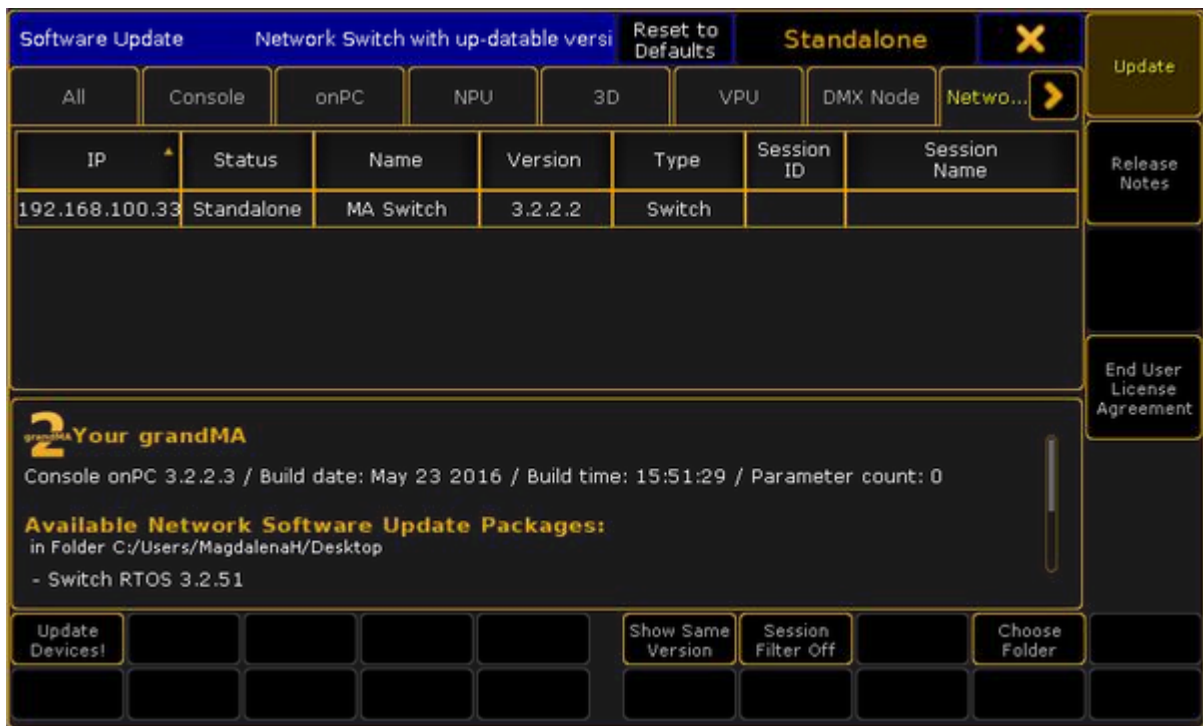 Software Update Network Switch with up-datable versi Reset to Defaults Standalone
Update
All Console onPC NPU 3D VPU DMX Node Netwo...
IP Status Name Version Type Session ID Session Name
Release Notes
192.168.100.33 Standalone MA Switch 3.2.2.2 Switch
End User License Agreement
2 grandMA Your grandMA
Console onPC 3.2.2.3 / Build date: May 23 2016 / Build time: 15:51:29 / Parameter count: 0
Available Network Software Update Packages:
in Folder C:/Users/MagdalenaH/Desktop
- Switch RTOS 3.2.51
Update Devices! Show Same Version Session Filter Off Choose Folder